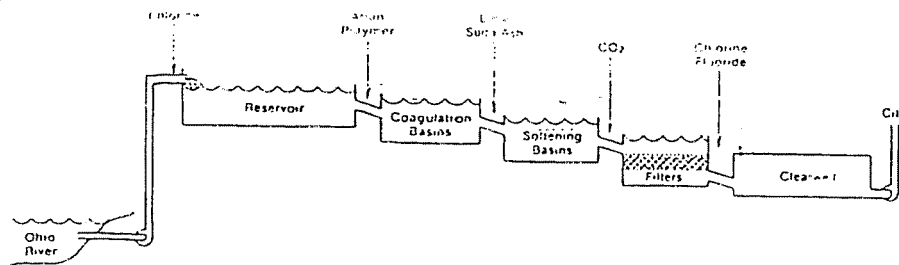 Chlorine
Alum
Polymer
Lime
Soda Ash
CO₂
Chlorine
Fluoride
Reservoir
Coagulation
Basins
Softening
Basins
Filters
Clearwell
Ohio
River